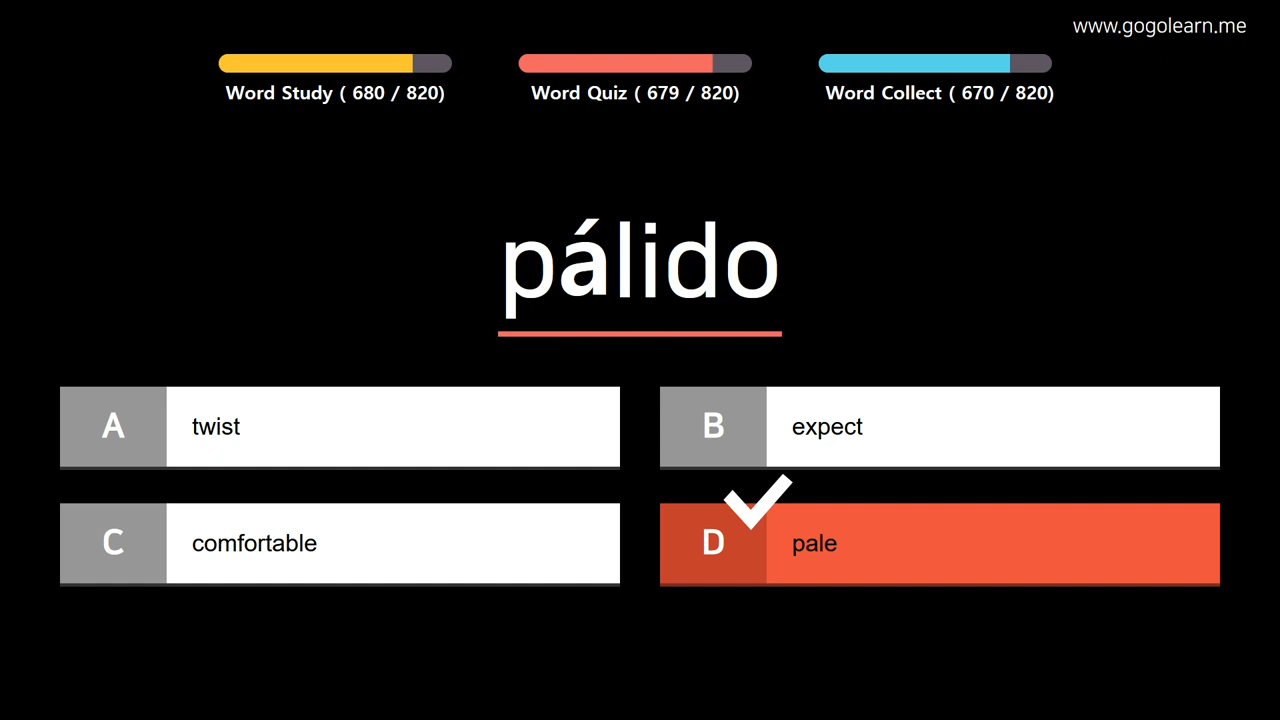 www.gogolearn.me
Word Study ( 680 / 820)
Word Quiz ( 679 / 820)
Word Collect ( 670 / 820)
pálido
A twist
B expect
C comfortable
D pale